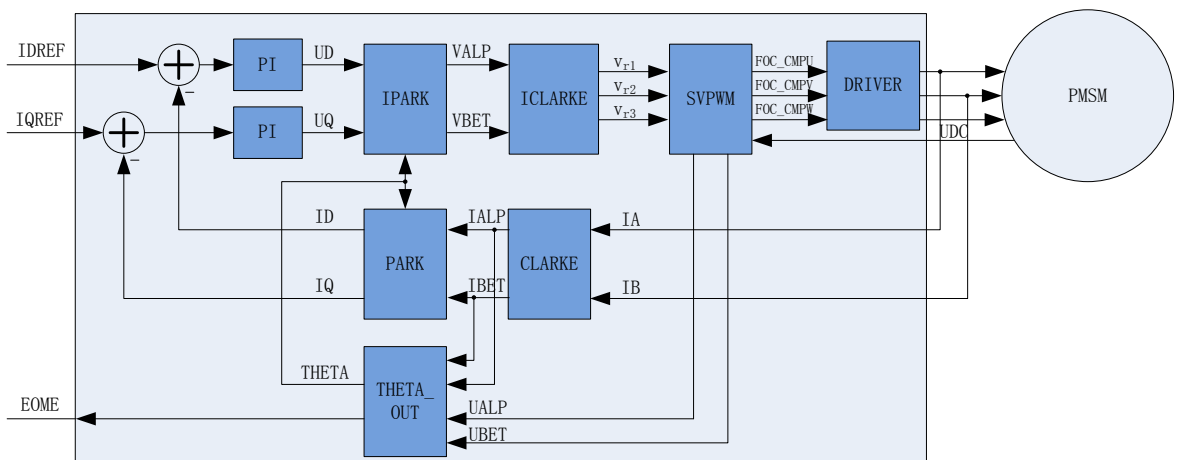 IDREF
PI
UD
IPARK
VALP
ICLARKE
vr1
vr2
vr3
SVPWM
FOC_CMPU
FOC_CMPV
FOC_CMPW
DRIVER
PMSM
IQREF
PI
UQ
VBET
UDC
-
-
ID
PARK
IALP
CLARKE
IA
IQ
IBET
IB
THETA
THETA_
OUT
EOME
UALP
UBET